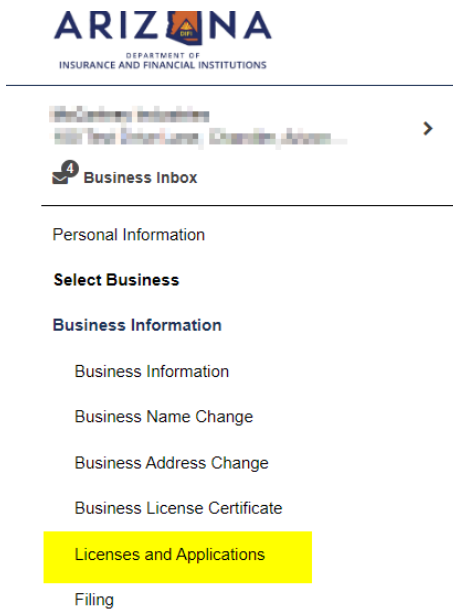 ARIZONA
DIFI
DEPARTMENT OF
INSURANCE AND FINANCIAL INSTITUTIONS
4
Business Inbox
Personal Information
Select Business
Business Information
Business Information
Business Name Change
Business Address Change
Business License Certificate
Licenses and Applications
Filing